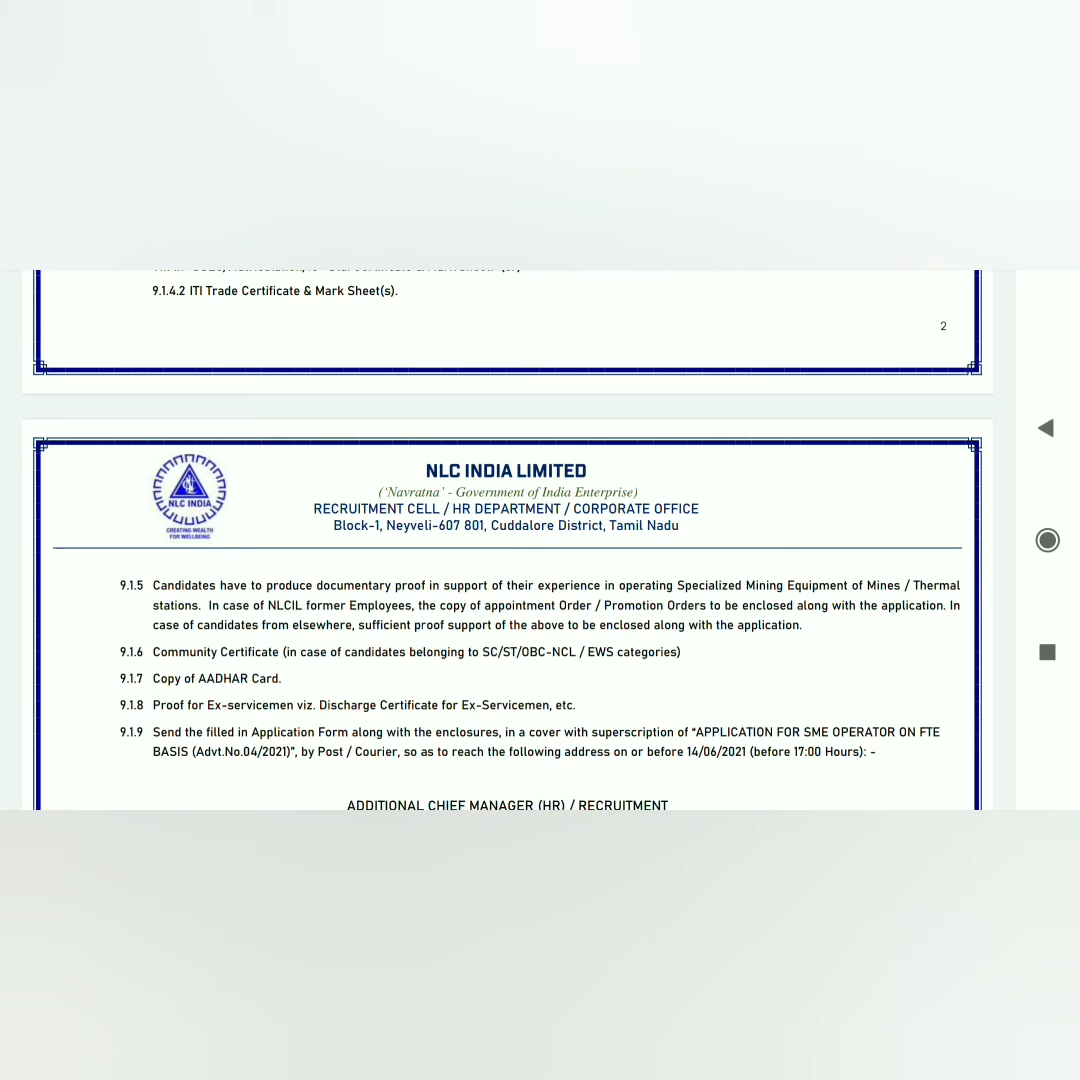 9.1.4.2 ITI Trade Certificate & Mark Sheet(s).
2
NLC INDIA
CREATING WEALTH
FOR WELLBEING
NLC INDIA LIMITED
('Navratna' - Government of India Enterprise)
RECRUITMENT CELL / HR DEPARTMENT / CORPORATE OFFICE
Block-1, Neyveli-607 801, Cuddalore District, Tamil Nadu
9.1.5 Candidates have to produce documentary proof in support of their experience in operating Specialized Mining Equipment of Mines / Thermal
stations. In case of NLCIL former Employees, the copy of appointment Order / Promotion Orders to be enclosed along with the application. In
case of candidates from elsewhere, sufficient proof support of the above to be enclosed along with the application.
9.1.6 Community Certificate (in case of candidates belonging to SC/ST/OBC-NCL / EWS categories)
9.1.7 Copy of AADHAR Card.
9.1.8 Proof for Ex-servicemen viz. Discharge Certificate for Ex-Servicemen, etc.
9.1.9 Send the filled in Application Form along with the enclosures, in a cover with superscription of “APPLICATION FOR SME OPERATOR ON FTE
BASIS (Advt.No.04/2021)”, by Post / Courier, so as to reach the following address on or before 14/06/2021 (before 17:00 Hours): -
ADDITIONAL CHIEF MANAGER (HR) / RECRUITMENT